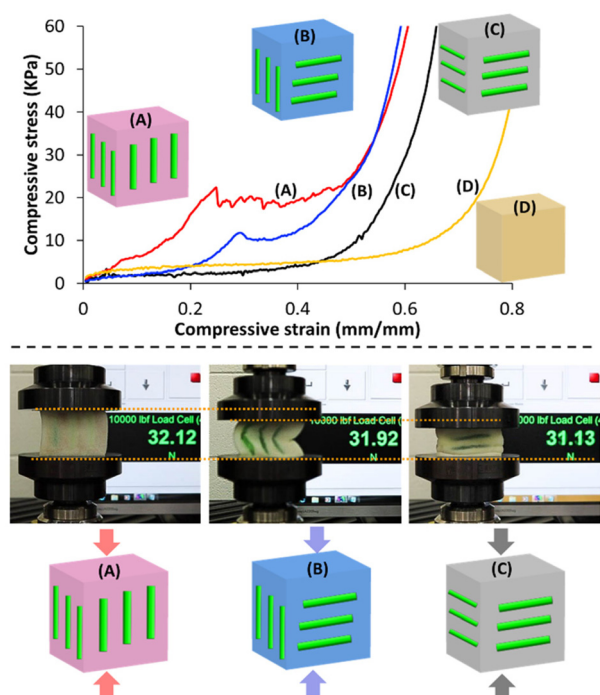 60
50
40
30
20
10
0
Compressive stress (KPa)
0
0.2
0.4
0.6
0.8
Compressive strain (mm/mm)
(A)
(B)
(C)
(D)
(A)
(B)
(C)
(D)
10000 lbf Load Cell (
32.12
N
10300 lbf Load Cell (
31.92
N
0000 lbf Load Cell (
31.13
N
(A)
(B)
(C)